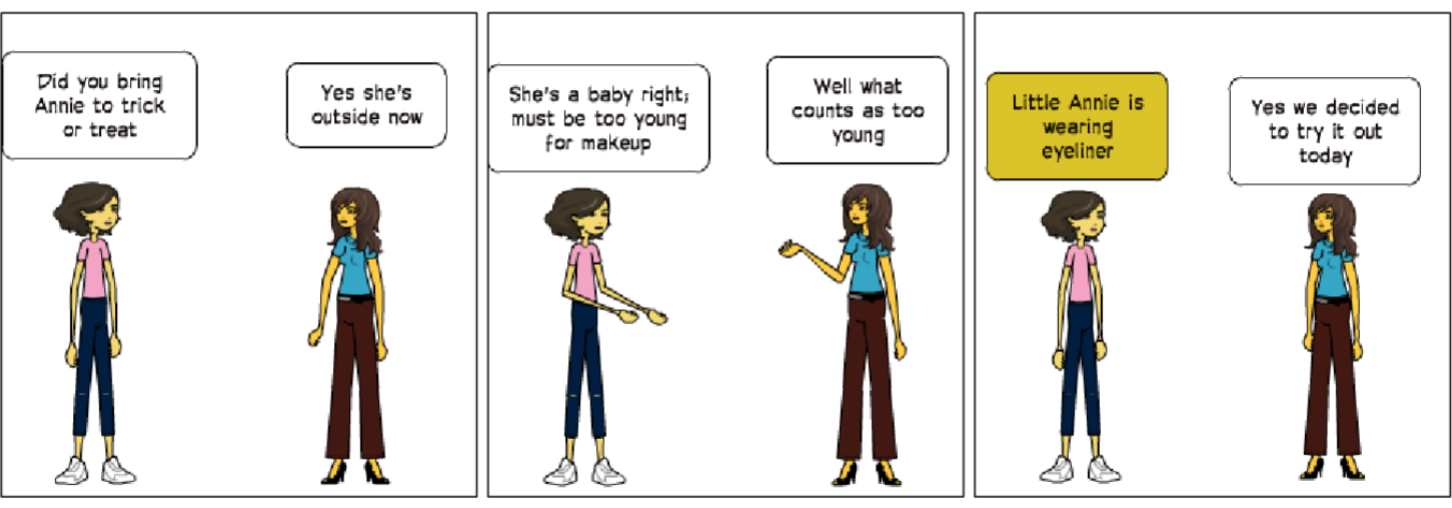 Did you bring
Annie to trick
or treat
Yes she's
outside now
She's a baby right;
must be too young
for makeup
Well what
counts as too
young
Little Annie is
wearing
eyeliner
Yes we decided
to try it out
today